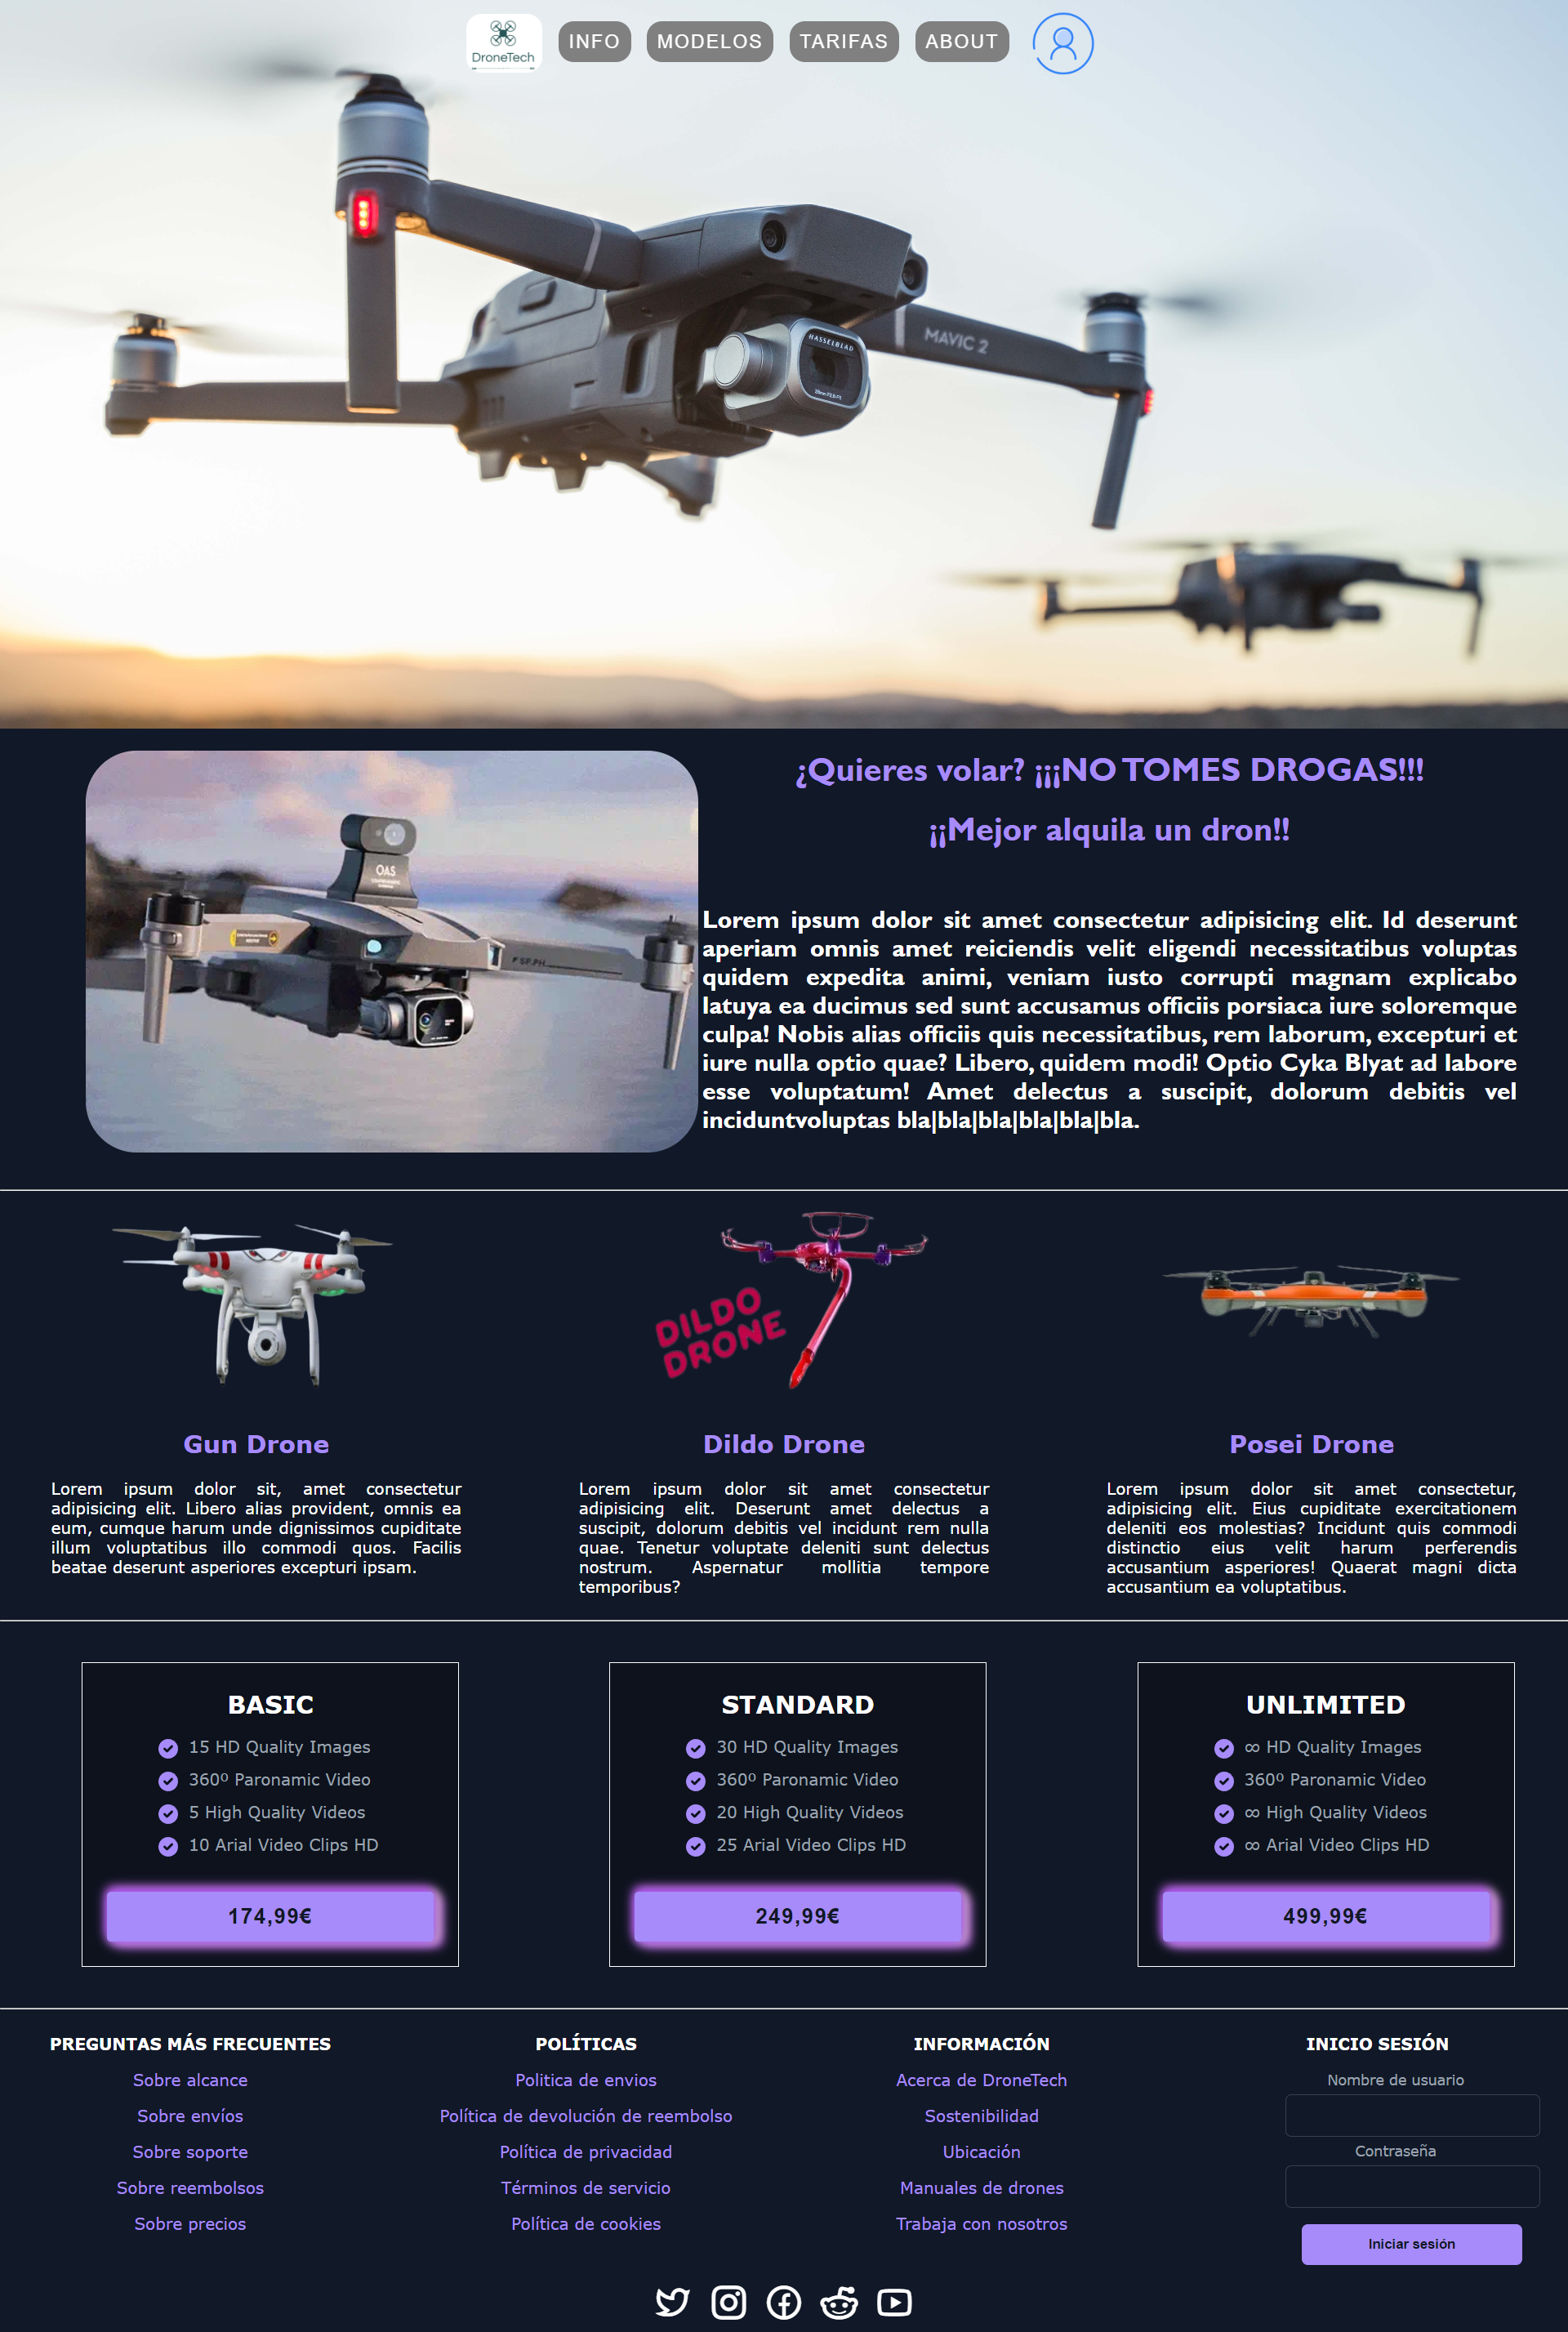 DroneTech
INFO
MODELOS
TARIFAS
ABOUT
MAVIC 2
HASSELBLAD
¿Quieres volar? ¡¡¡NO TOMES DROGAS!!!
¡¡Mejor alquila un dron!!
OAS
Lorem ipsum dolor sit amet consectetur adipisicing elit. Id deserunt
aperiam omnis amet reiciendis velit eligendi necessitatibus voluptas
quidem expedita animi, veniam iusto corrupti magnam explicabo
latuya ea ducimus sed sunt accusamus officiis porsiaca iure soloremque
culpa! Nobis alias officiis quis necessitatibus, rem laborum, excepturi et
iure nulla optio quae? Libero, quidem modi! Optio Cyka Blyat ad labore
esse voluptatum! Amet delectus a suscipit, dolorum debitis vel
inciduntvoluptas bla|bla|bla|bla|bla|bla.
DILDO
DRONE
Gun Drone
Lorem ipsum dolor sit, amet consectetur
adipisicing elit. Libero alias provident, omnis ea
eum, cumque harum unde dignissimos cupiditate
illum voluptatibus illo commodi quos. Facilis
beatae deserunt asperiores excepturi ipsam.
Dildo Drone
Lorem ipsum dolor sit amet consectetur
adipisicing elit. Deserunt amet delectus a
suscipit, dolorum debitis vel incidunt rem nulla
quae. Tenetur voluptate deleniti sunt delectus
nostrum. Aspernatur mollitia tempore
temporibus?
Posei Drone
Lorem ipsum dolor sit amet consectetur,
adipisicing elit. Eius cupiditate exercitationem
deleniti eos molestias? Incidunt quis commodi
distinctio eius velit harum perferendis
accusantium asperiores! Quaerat magni dicta
accusantium ea voluptatibus.
BASIC
15 HD Quality Images
360º Paronamic Video
5 High Quality Videos
10 Arial Video Clips HD
174,99€
STANDARD
30 HD Quality Images
360º Paronamic Video
20 High Quality Videos
25 Arial Video Clips HD
249,99€
UNLIMITED
∞ HD Quality Images
360º Paronamic Video
∞ High Quality Videos
∞ Arial Video Clips HD
499,99€
PREGUNTAS MÁS FRECUENTES
Sobre alcance
Sobre envíos
Sobre soporte
Sobre reembolsos
Sobre precios
POLÍTICAS
Politica de envios
Política de devolución de reembolso
Política de privacidad
Términos de servicio
Política de cookies
INFORMACIÓN
Acerca de DroneTech
Sostenibilidad
Ubicación
Manuales de drones
Trabaja con nosotros
INICIO SESIÓN
Nombre de usuario
Contraseña
Iniciar sesión